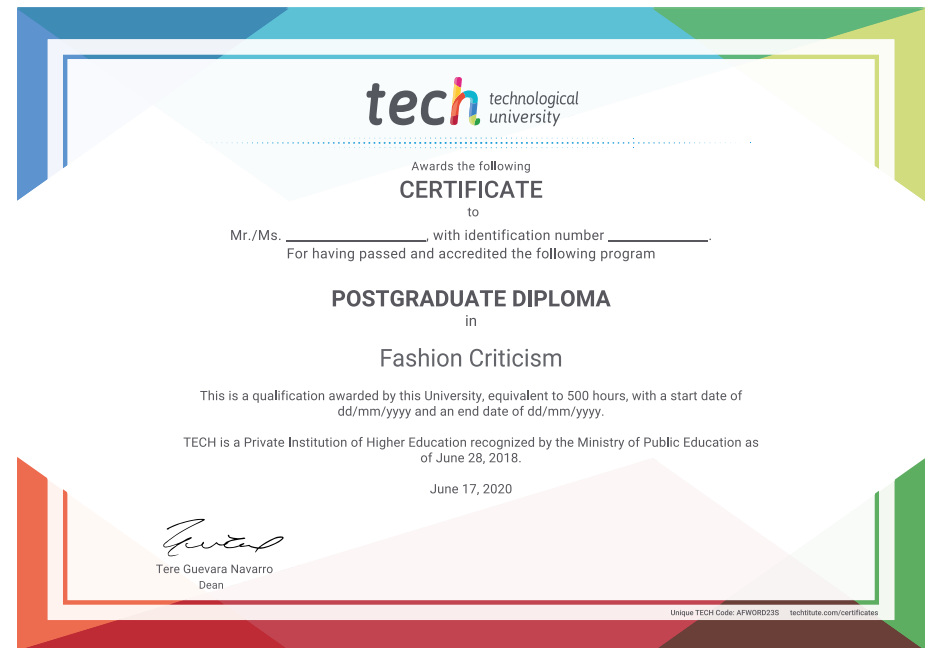 tech technological
university
Awards the following
CERTIFICATE
to
Mr./Ms. ____________________, with identification number ______________.
For having passed and accredited the following program
POSTGRADUATE DIPLOMA
in
Fashion Criticism
This is a qualification awarded by this University, equivalent to 500 hours, with a start date of
dd/mm/yyyy and an end date of dd/mm/yyyy.
TECH is a Private Institution of Higher Education recognized by the Ministry of Public Education as
of June 28, 2018.
June 17, 2020
Tere Guevara Navarro
Dean
Unique TECH Code: AFWORD23S techtitute.com/certificates